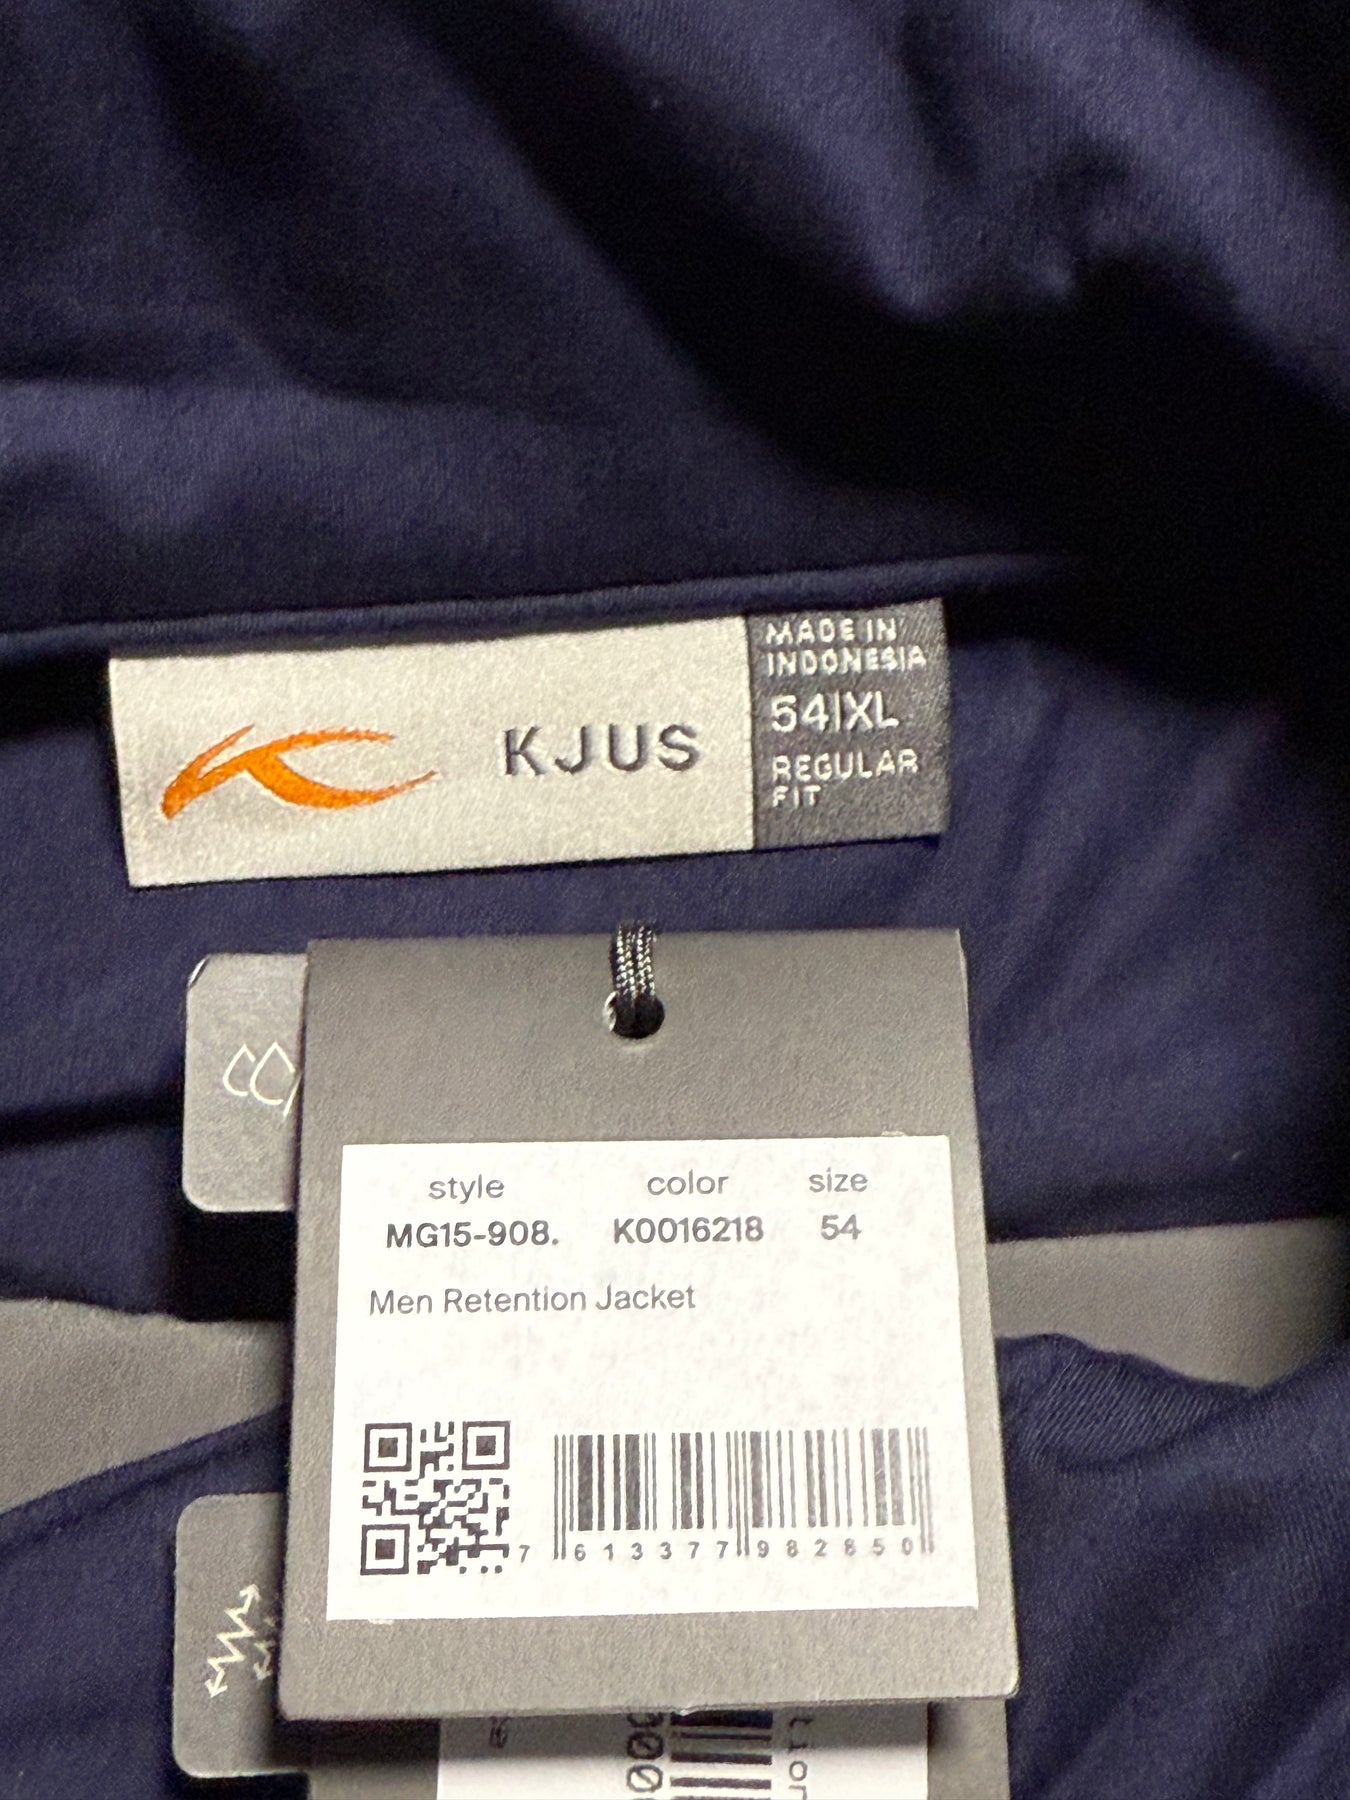 KJUS
MADE IN
INDONESIA
54|XL
REGULAR
FIT
style color size
MG15-908. K0016218 54
Men Retention Jacket
7 613377 982850